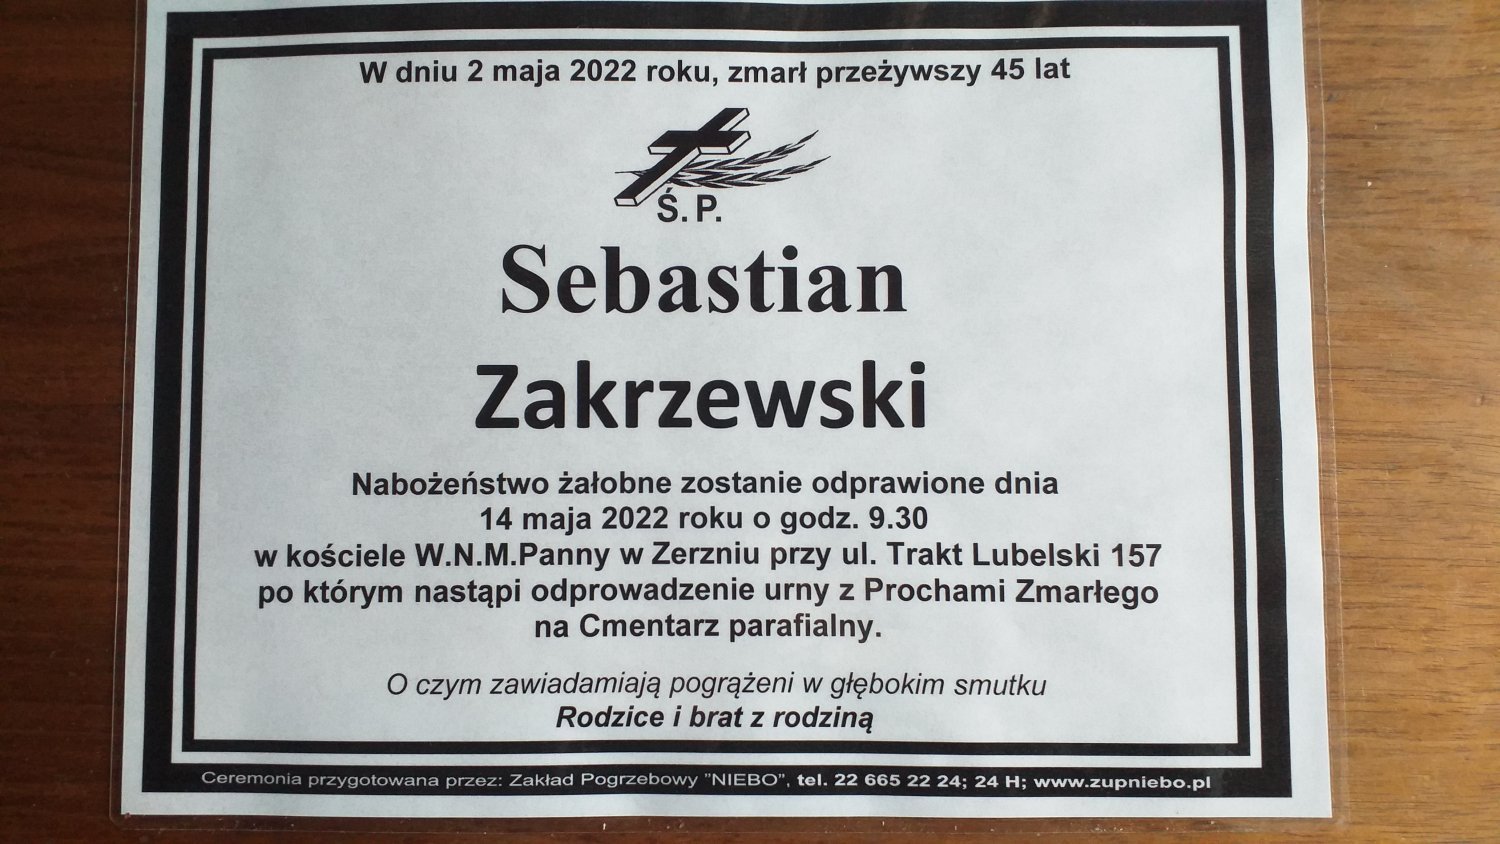 W dniu 2 maja 2022 roku, zmarł przeżywszy 45 lat
Ś. P.
Sebastian
Zakrzewski
Nabożeństwo żałobne zostanie odprawione dnia
14 maja 2022 roku o godz. 9.30
w kościele W.N.M.Panny w Zerzniu przy ul. Trakt Lubelski 157
po którym nastąpi odprowadzenie urny z Prochami Zmarłego
na Cmentarz parafialny.
O czym zawiadamiają pogrążeni w głębokim smutku
Rodzice i brat z rodziną
Ceremonia przygotowana przez: Zakład Pogrzebowy "NIEBO", tel. 22 665 22 24; 24 H; www.zupniebo.pl